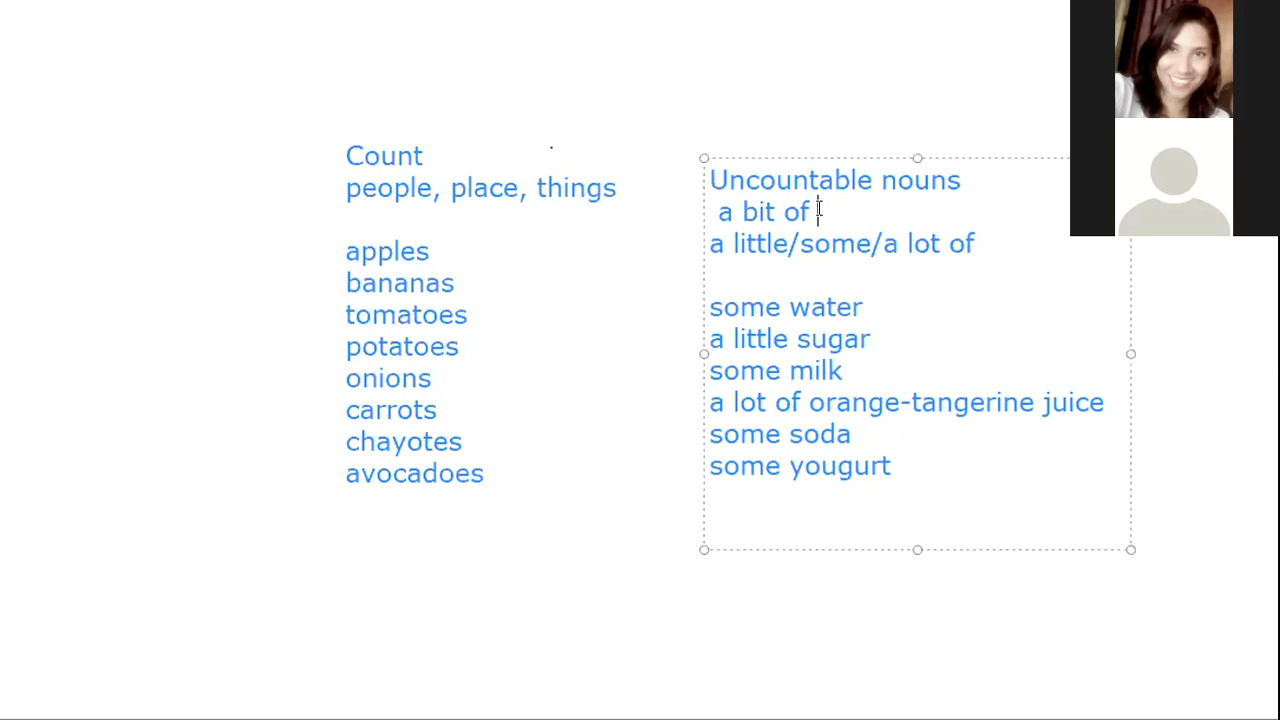 Count
people, place, things
apples
bananas
tomatoes
potatoes
onions
carrots
chayotes
avocadoes
Uncountable nouns
a bit of
a little/some/a lot of
some water
a little sugar
some milk
a lot of orange-tangerine juice
some soda
some yougurt